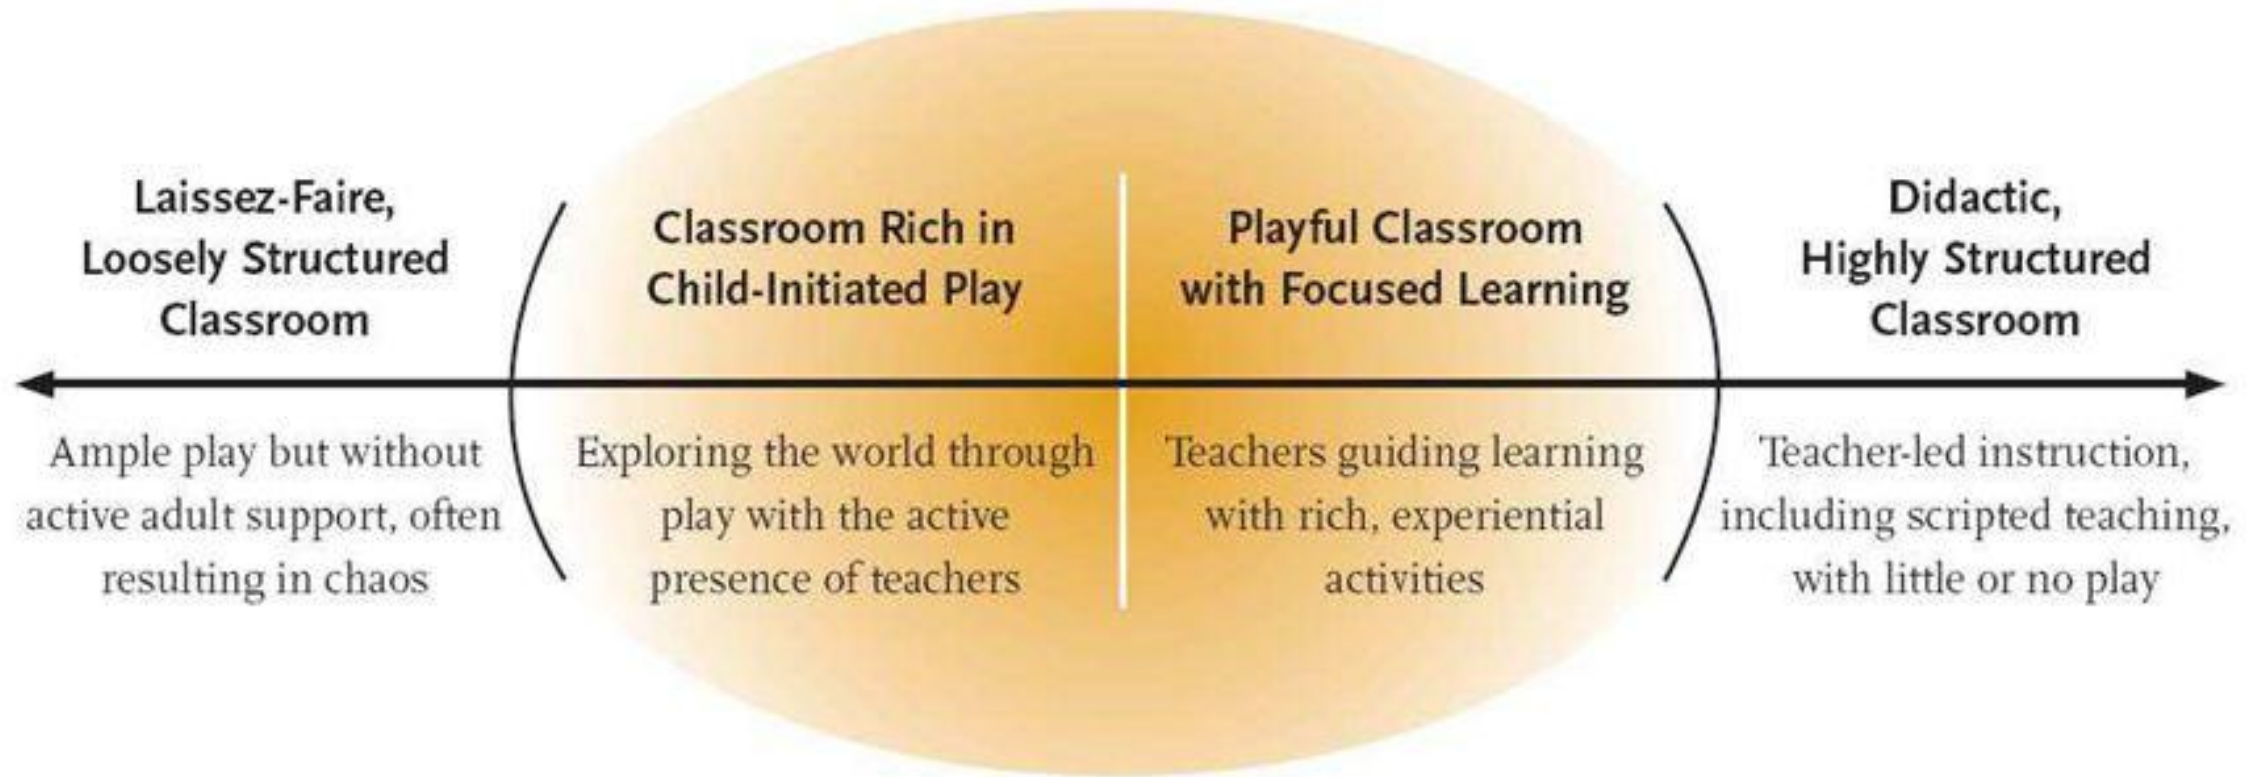 Laissez-Faire,
Loosely Structured
Classroom
Ample play but without
active adult support, often
resulting in chaos
Classroom Rich in
Child-Initiated Play
Exploring the world through
play with the active
presence of teachers
Playful Classroom
with Focused Learning
Teachers guiding learning
with rich, experiential
activities
Didactic,
Highly Structured
Classroom
Teacher-led instruction,
including scripted teaching,
with little or no play